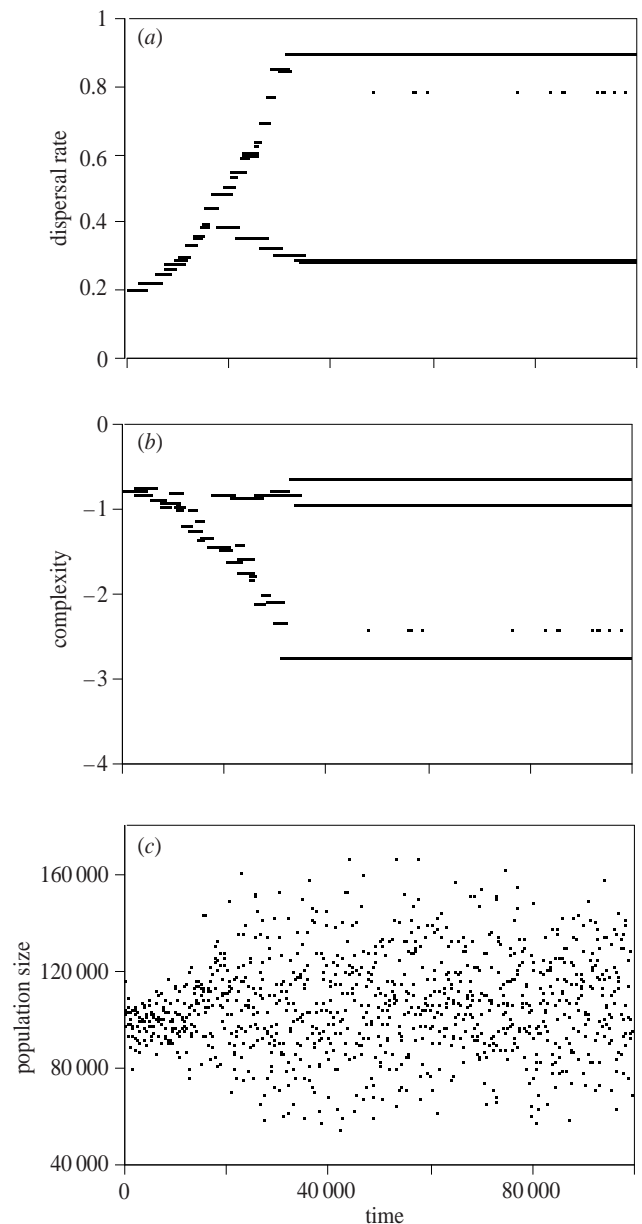 (a)
1
0.8
0.6
0.4
0.2
0
dispersal rate
(b)
0
−1
−2
−3
−4
complexity
(c)
160 000
120 000
80 000
40 000
population size
0 40 000 80 000
time